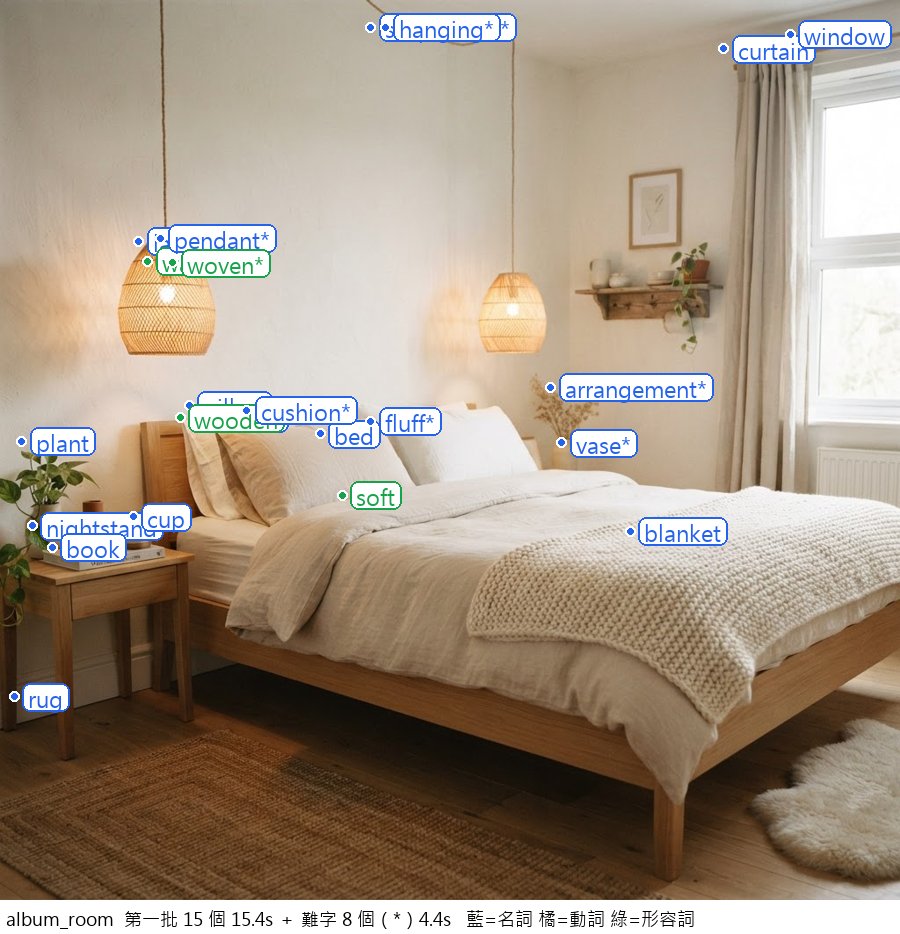 hanging* *
window
curtain
pendant*
woven*
arrangement*
cushion*
wooden
fluff*
bed
plant
vase*
soft
cup
nightstand
blanket
book
rug
album_room 第一批 15 個 15.4s + 難字 8 個 ( * ) 4.4s 藍=名詞 橘=動詞 綠=形容詞